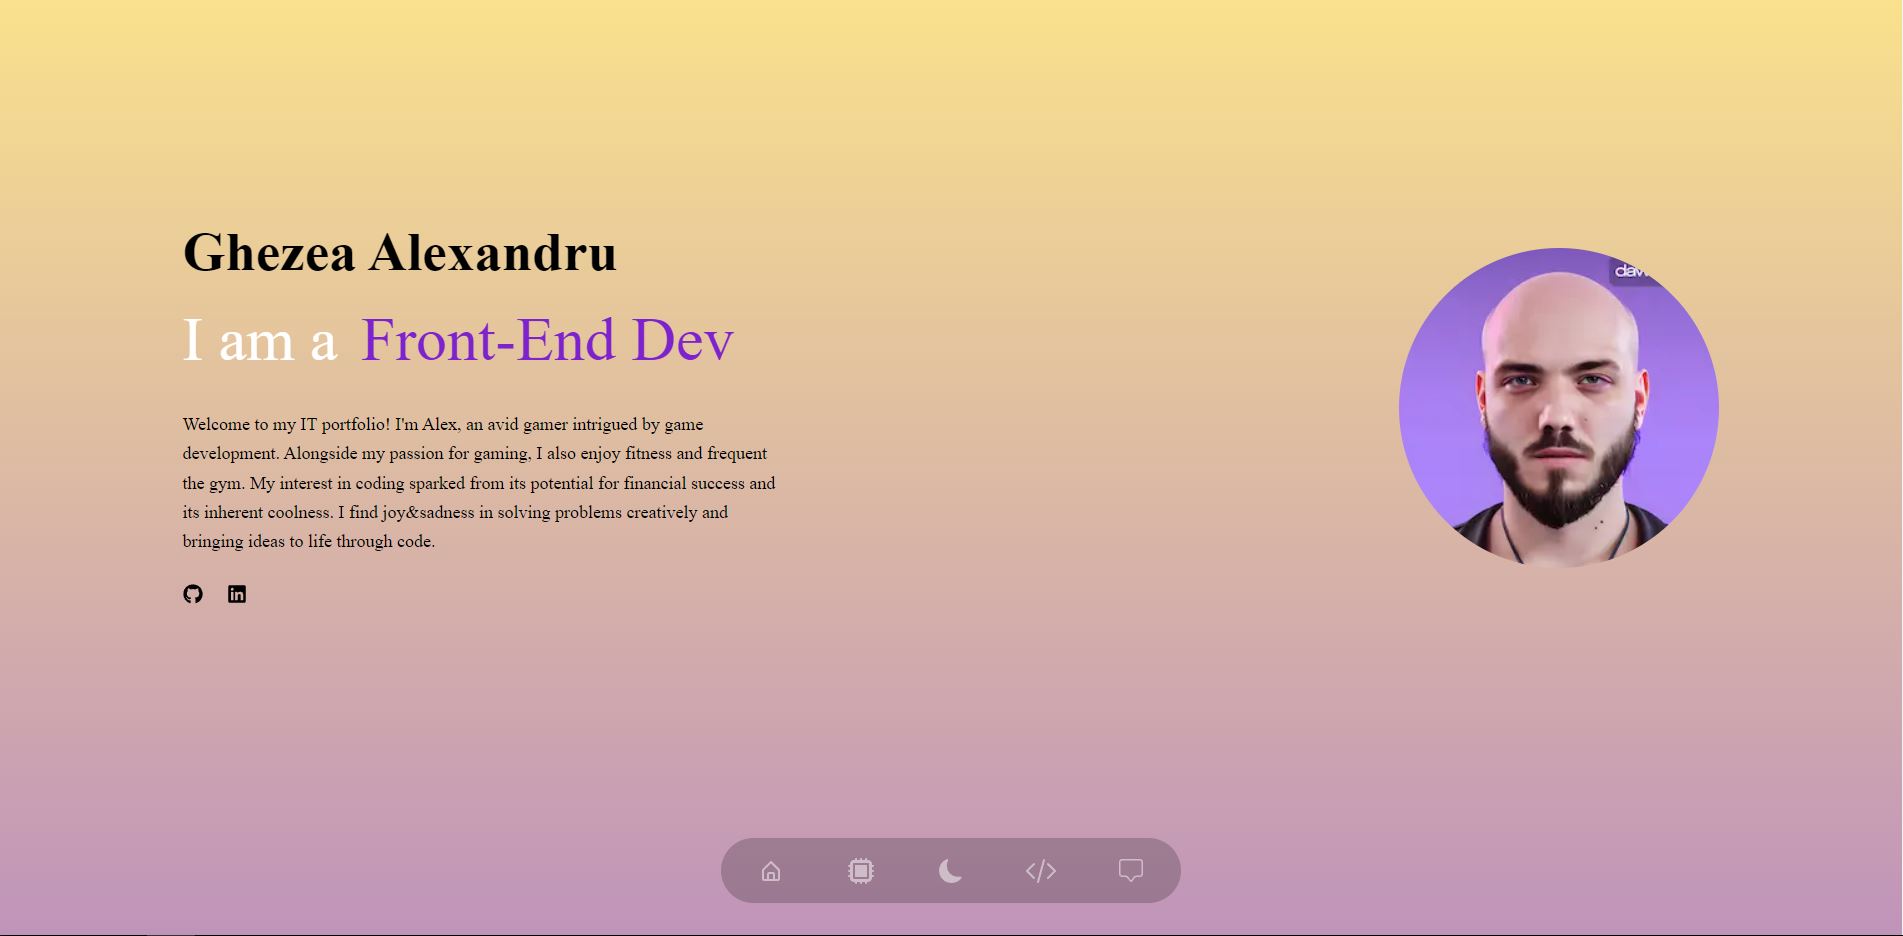 Ghezea Alexandru
I am a Front-End Dev
Welcome to my IT portfolio! I'm Alex, an avid gamer intrigued by game
development. Alongside my passion for gaming, I also enjoy fitness and frequent
the gym. My interest in coding sparked from its potential for financial success and
its inherent coolness. I find joy&sadness in solving problems creatively and
bringing ideas to life through code.